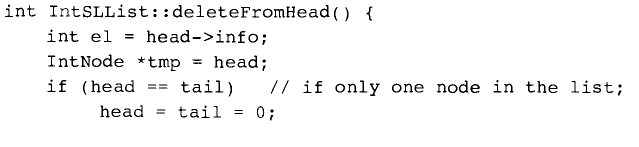 int IntSLList::deleteFromHead() {
    int el = head->info;
    IntNode *tmp = head;
    if (head == tail)   // if only one node in the list;
        head = tail = 0;